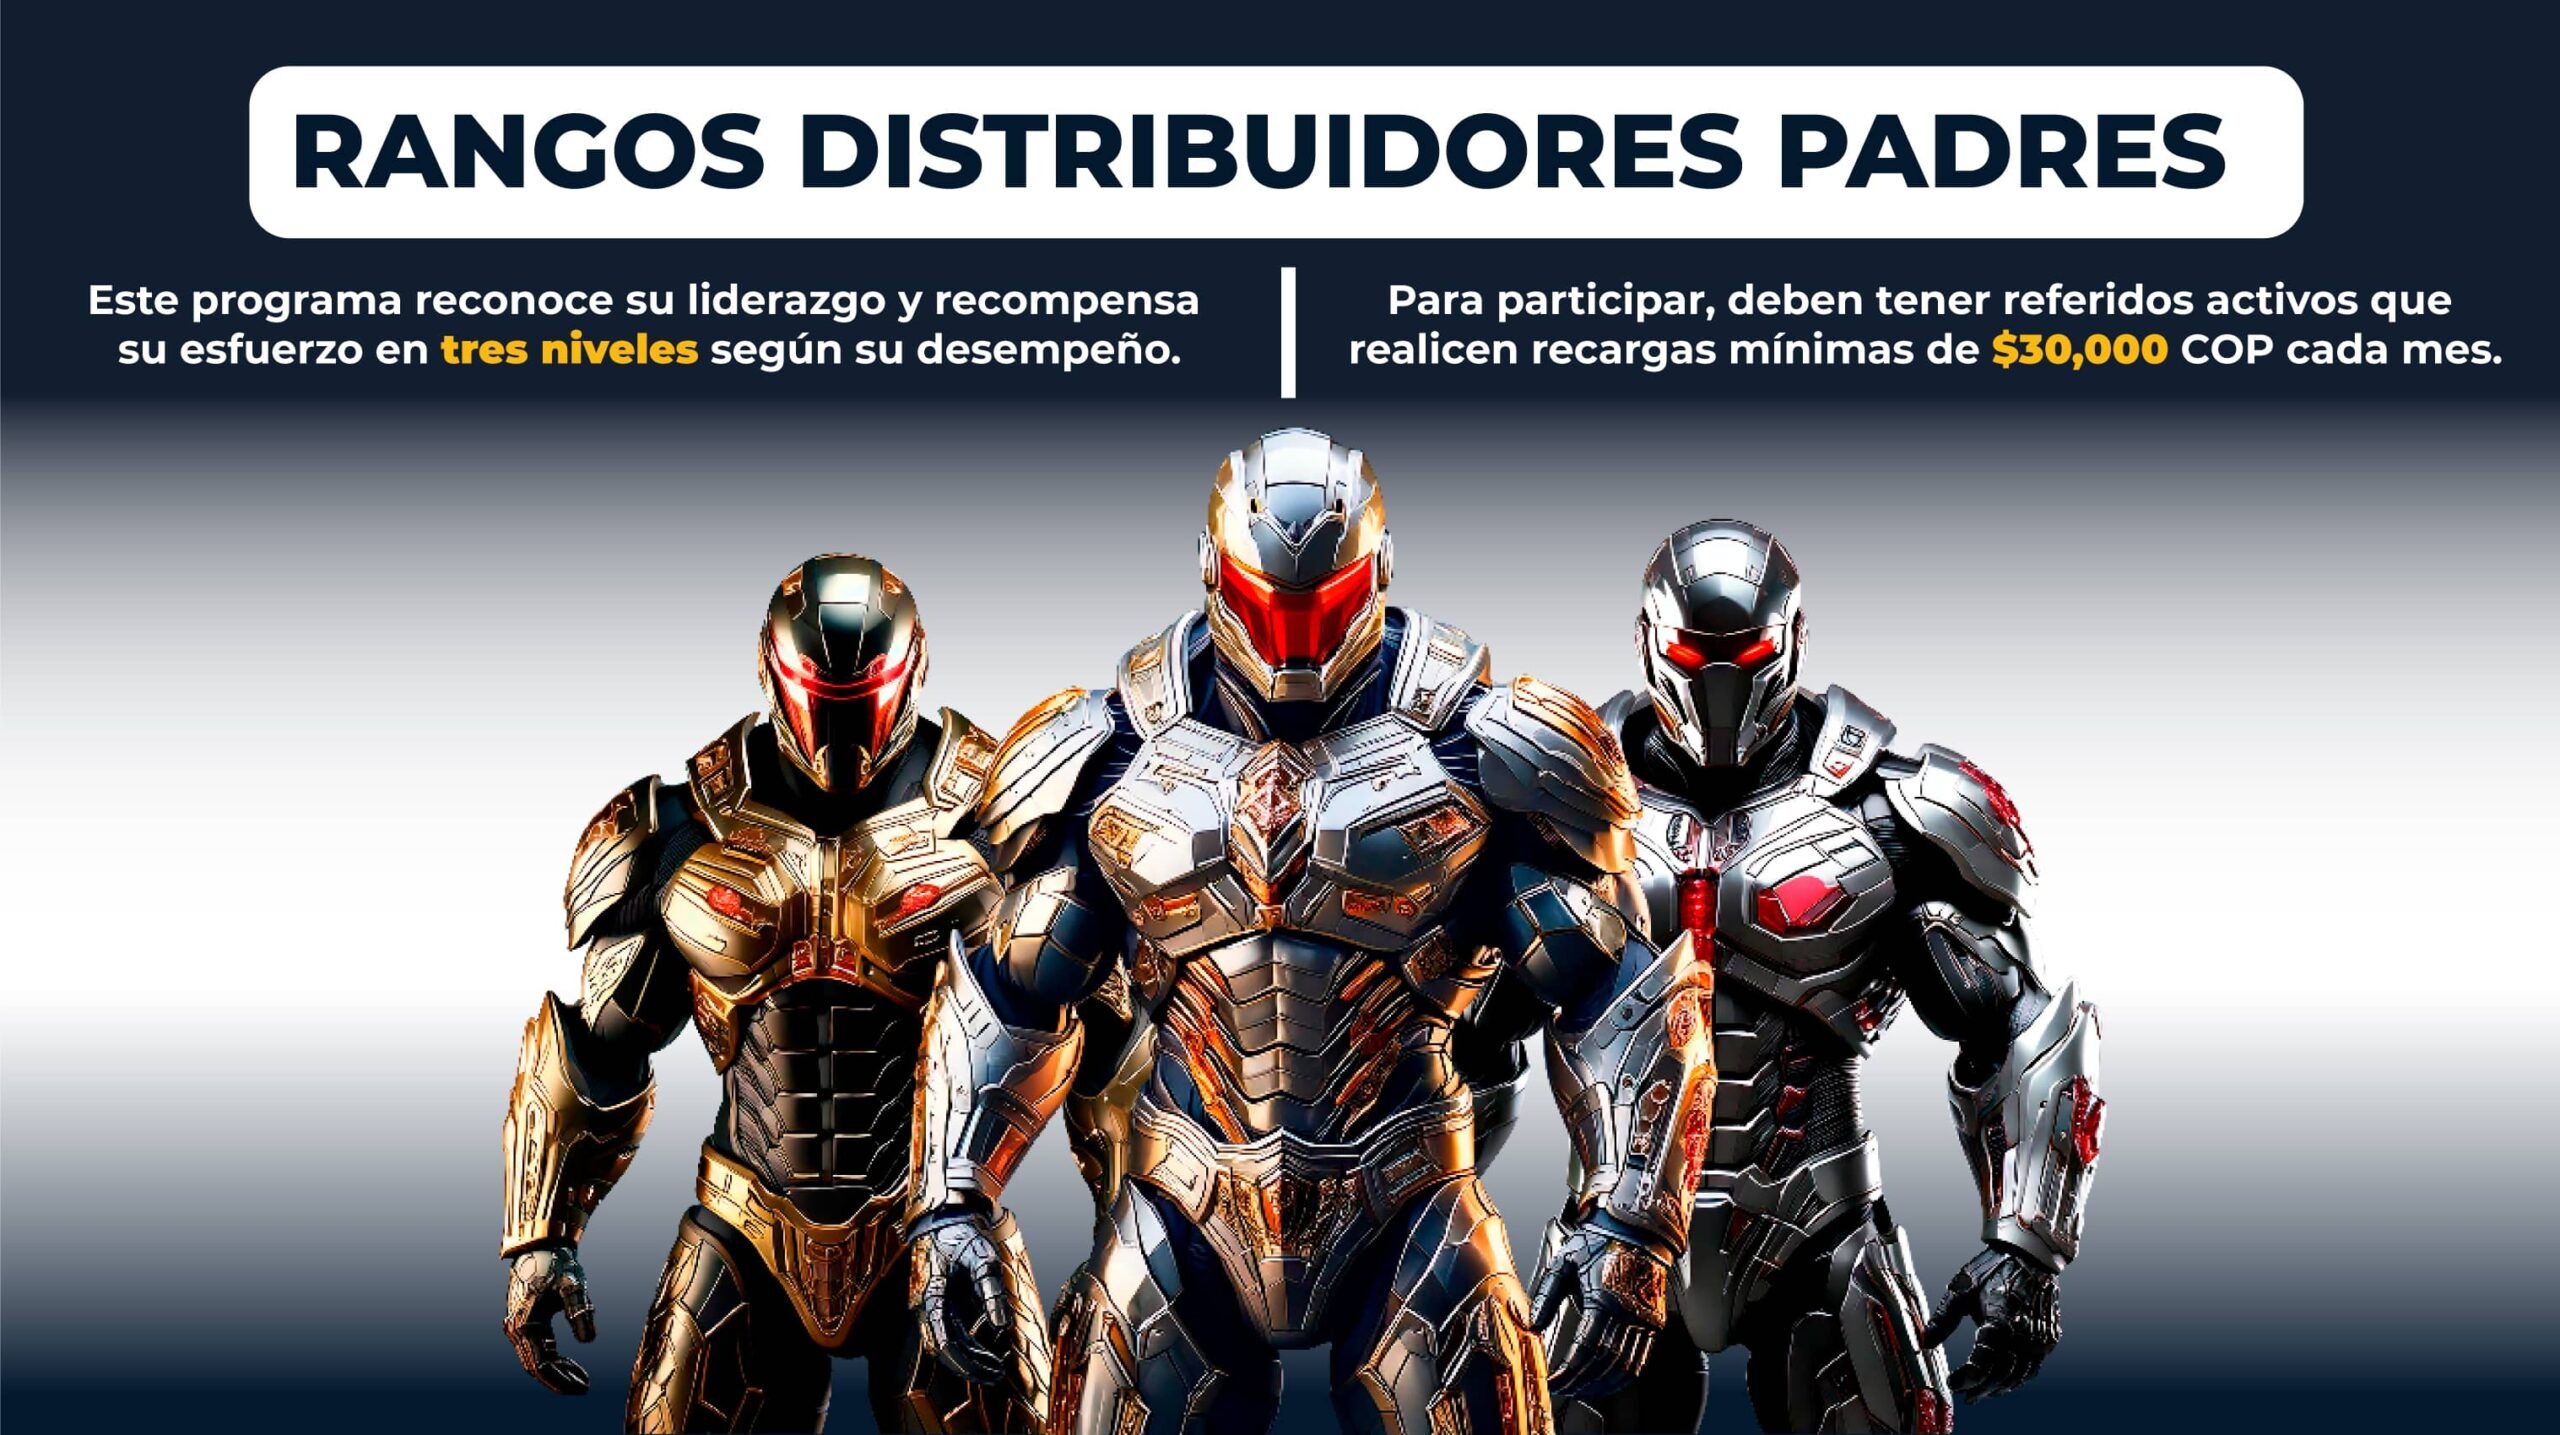 RANGOS DISTRIBUIDORES PADRES
Este programa reconoce su liderazgo y recompensa
su esfuerzo en tres niveles según su desempeño.
Para participar, deben tener referidos activos que
realicen recargas mínimas de $30,000 COP cada mes.